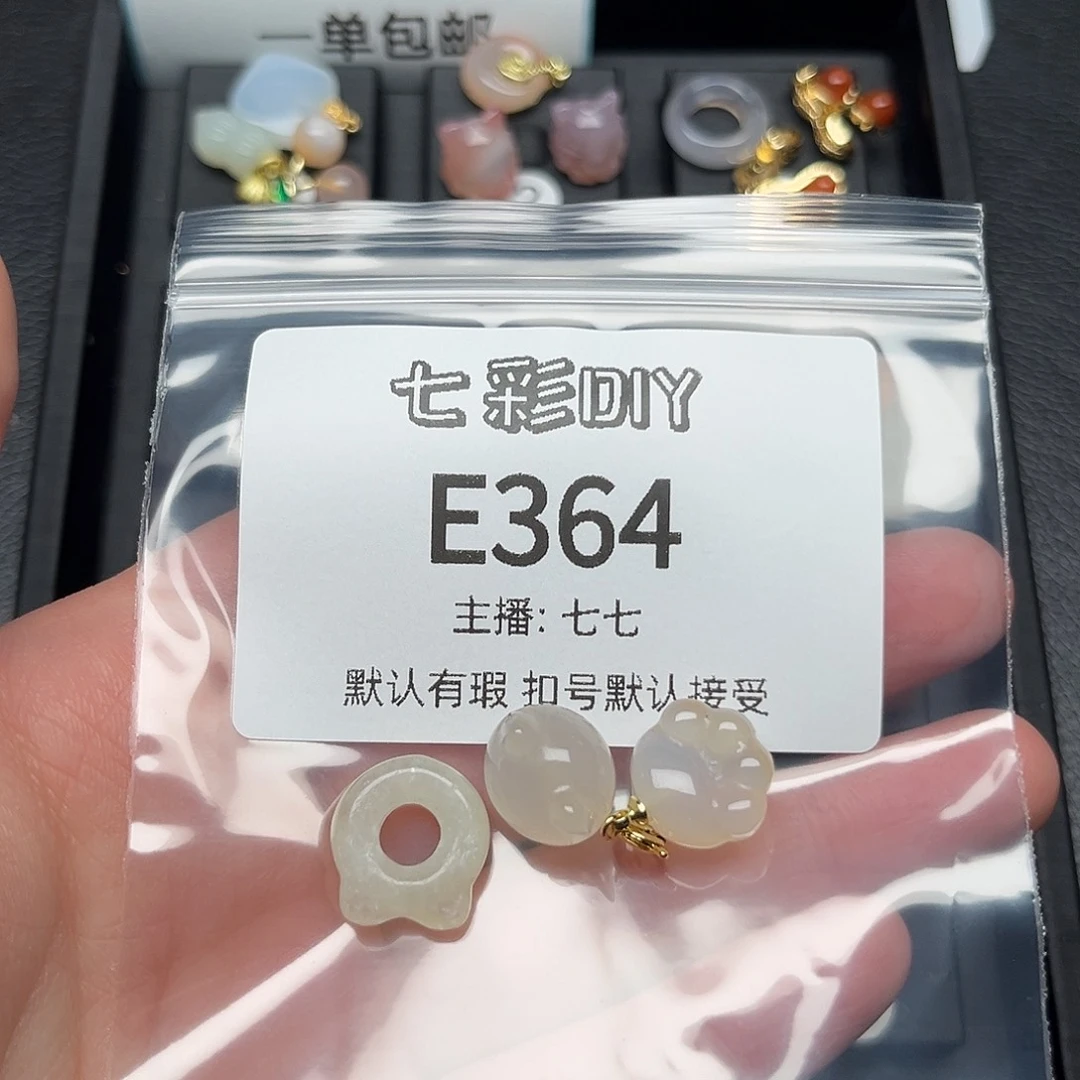 一单包邮
七彩DIY
E364
主播: 七七
默认有瑕 扣号默认接受